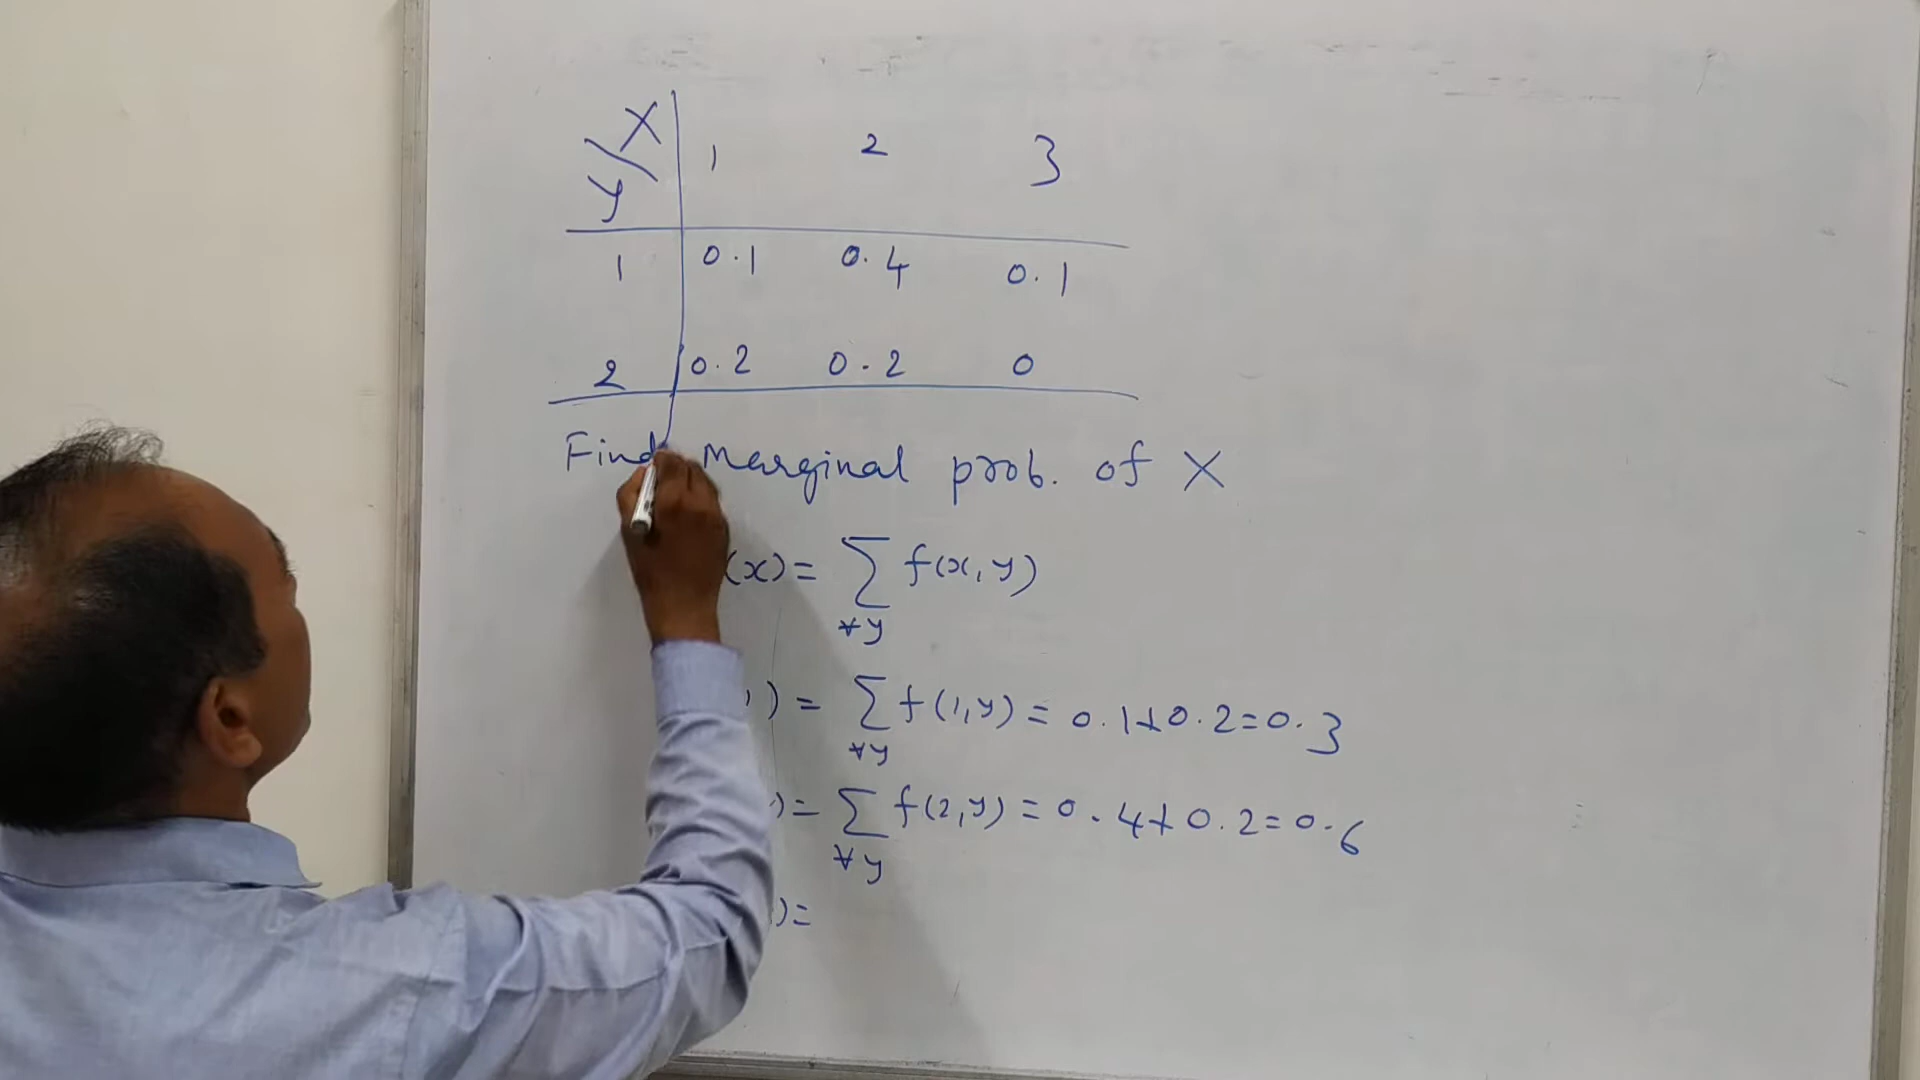 X
Y
1 2 3
1 0.1 0.4 0.1
2 0.2 0.2 0
Find Marginal prob. of X
(x) = ∑ f(x, y)
∀y
1) = ∑ f(1, y) = 0.1 + 0.2 = 0.3
∀y
) = ∑ f(2, y) = 0.4 + 0.2 = 0.6
∀y
) =